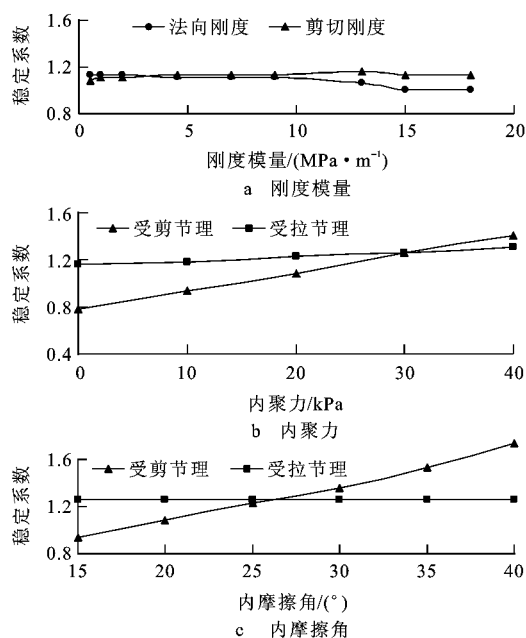 1.6
法向刚度 剪切刚度
1.2
稳定系数
0.8
0 5 10 15 20
刚度模量/(MPa·m⁻¹)
a 刚度模量
1.6
受剪节理 受拉节理
1.2
稳定系数
0.8
0.4
0 10 20 30 40
内聚力/kPa
b 内聚力
2.0
受剪节理 受拉节理
1.6
稳定系数
1.2
0.8
15 20 25 30 35 40
内摩擦角/(°)
c 内摩擦角